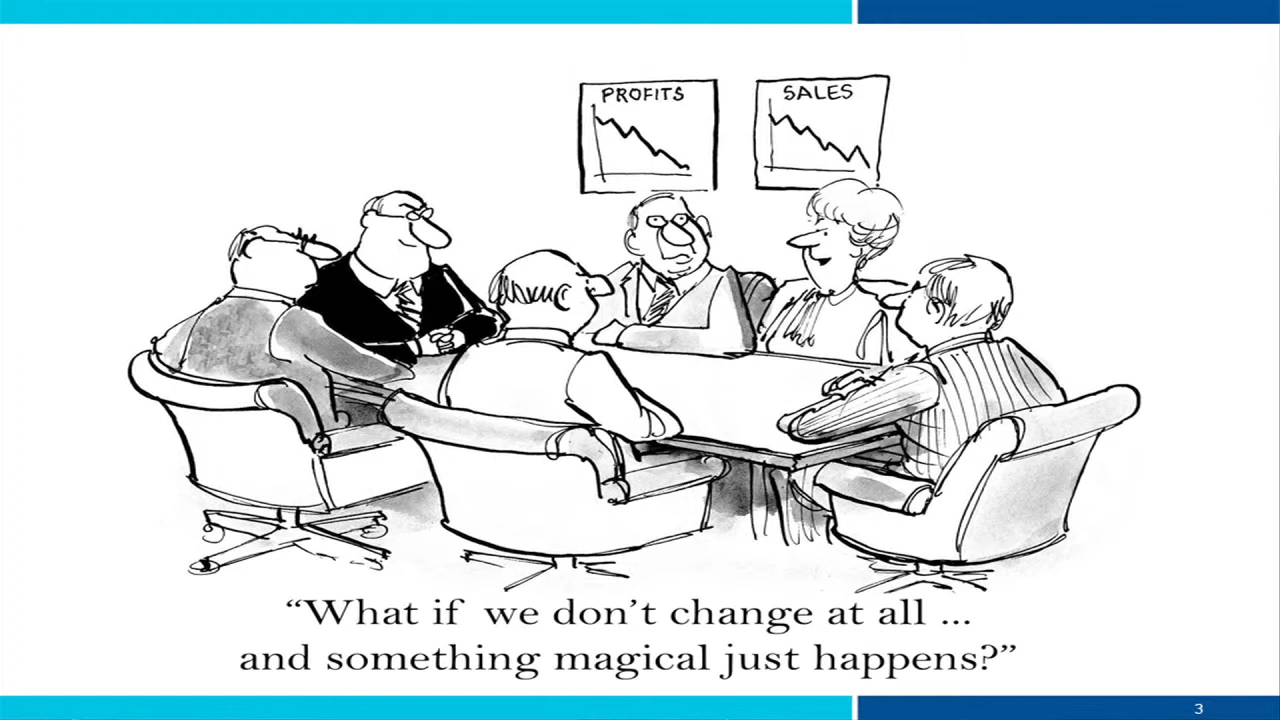 PROFITS
SALES
“What if we don’t change at all ...
and something magical just happens?”
3